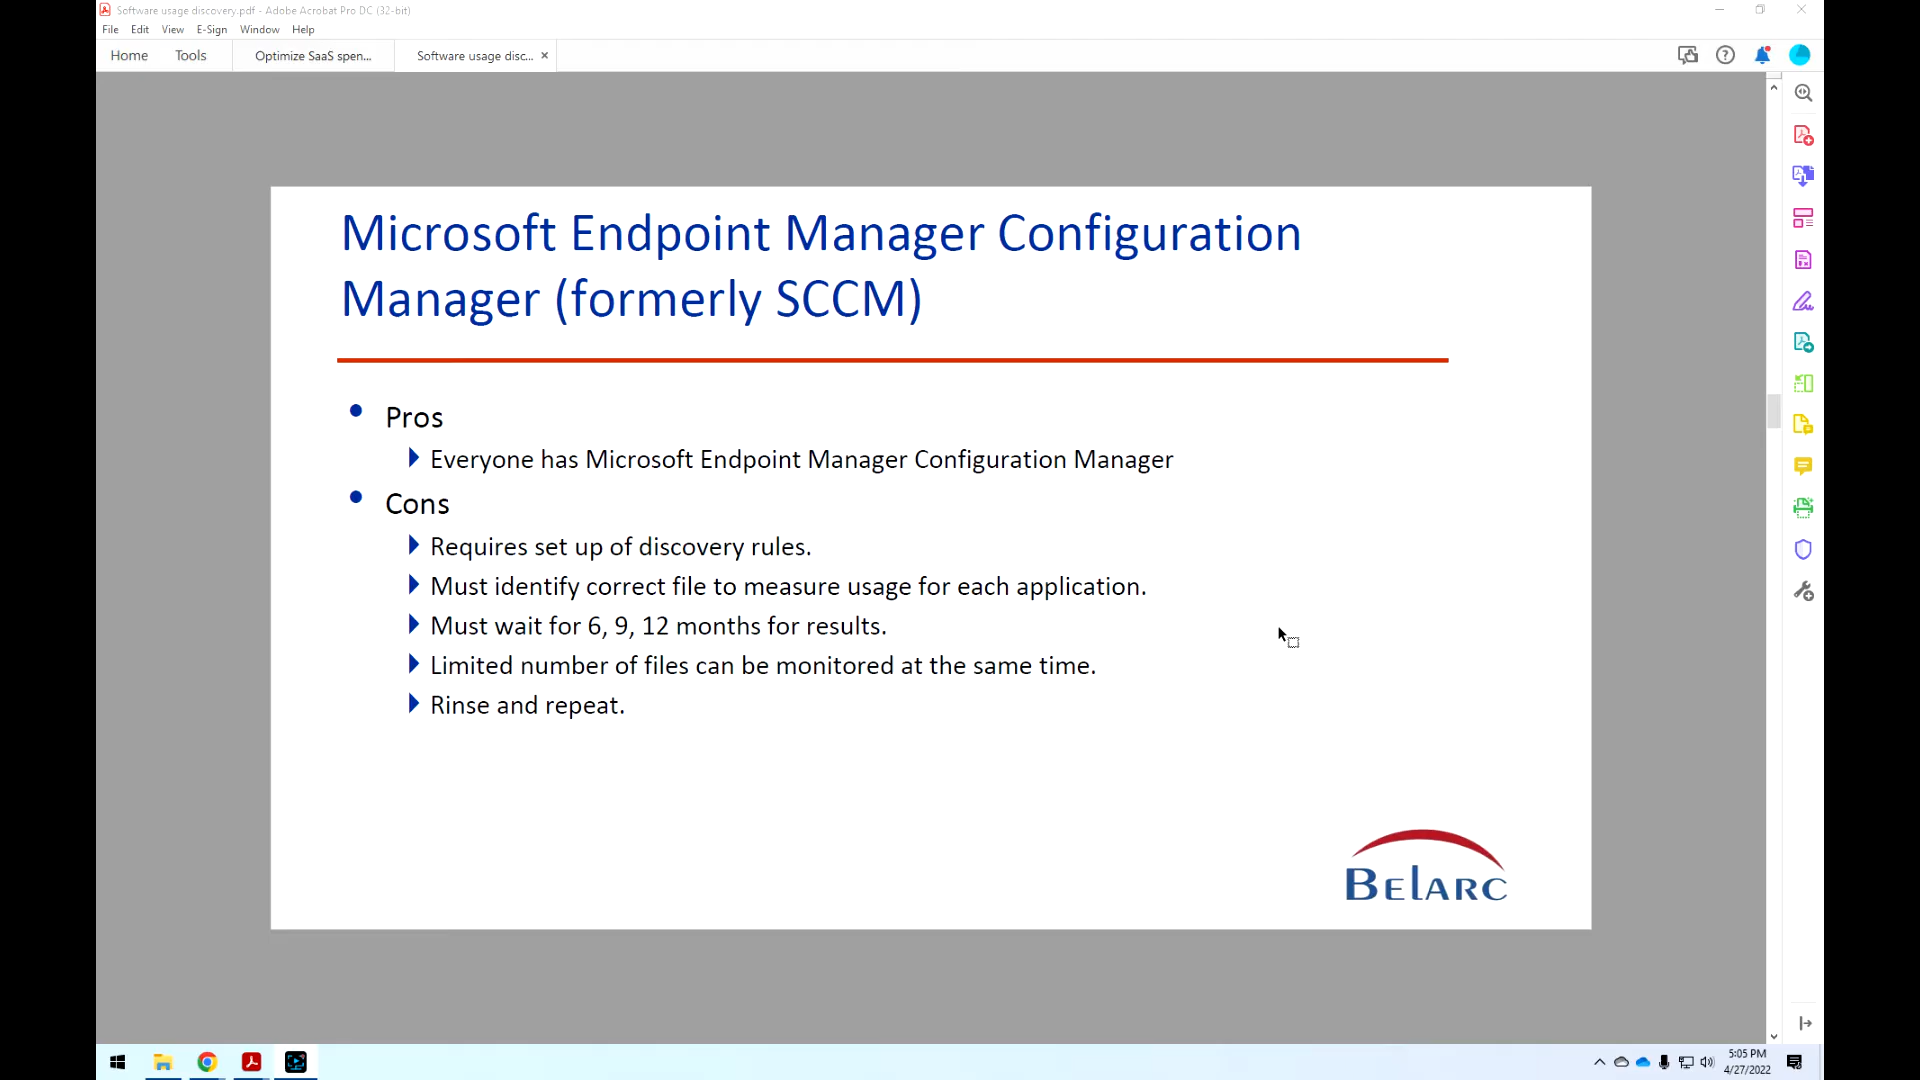 Software usage discovery.pdf - Adobe Acrobat Pro DC (32-bit)
File Edit View E-Sign Window Help
Home Tools Optimize SaaS spen... Software usage disc... ×
Microsoft Endpoint Manager Configuration
Manager (formerly SCCM)
Pros
Everyone has Microsoft Endpoint Manager Configuration Manager
Cons
Requires set up of discovery rules.
Must identify correct file to measure usage for each application.
Must wait for 6, 9, 12 months for results.
Limited number of files can be monitored at the same time.
Rinse and repeat.
BELARC
5:05 PM
4/27/2022